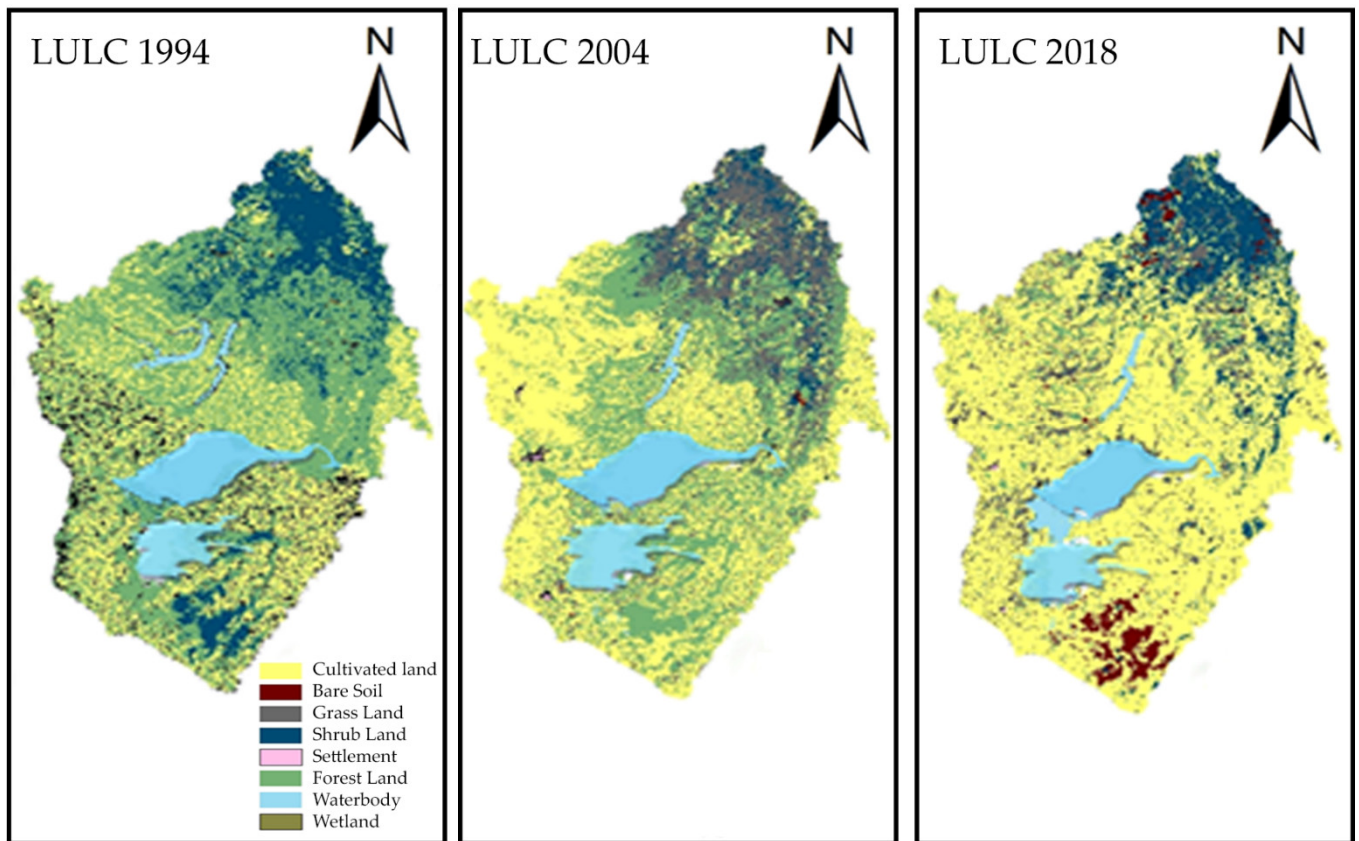 LULC 1994
N
LULC 2004
N
LULC 2018
N
Cultivated land
Bare Soil
Grass Land
Shrub Land
Settlement
Forest Land
Waterbody
Wetland